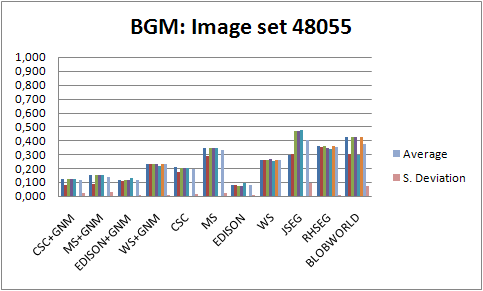 BGM: Image set 48055
1,000
0,900
0,800
0,700
0,600
0,500
0,400
0,300
0,200
0,100
0,000
CSC+GNM
MS+GNM
EDISON+GNM
WS+GNM
CSC
MS
EDISON
WS
JSEG
RHSEG
BLOBWORLD
Average
S. Deviation